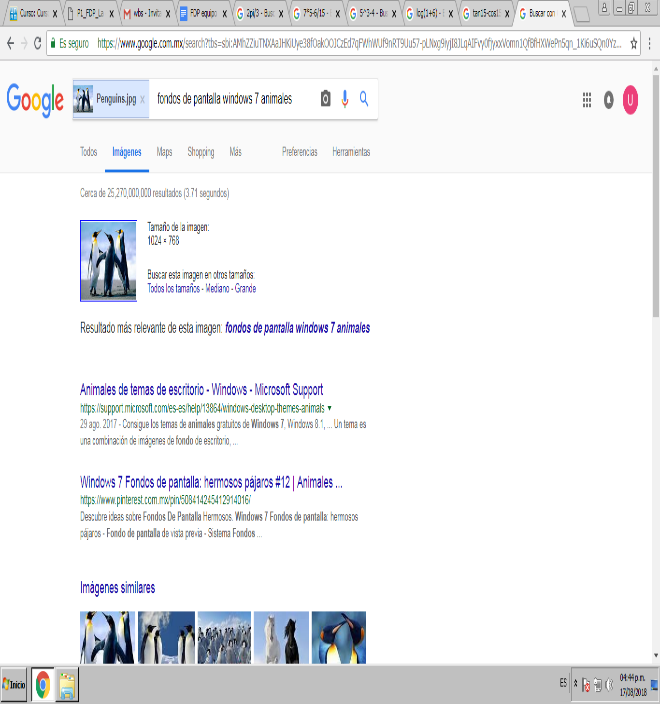 Curso: Curs
P1_FDP_La
wbs - Invita
FDP equipo
2pi/3 - Bus
7*5-6/15 -
5^3-4 - Bu
lgg(1+6) -
tan15-cos1
Buscar con
Es seguro
https://www.google.com.mx/search?tbs=sbi:
Google
Penguins.jpg x fondos de pantalla windows 7 animales
U
Todos Imágenes Maps Shopping Más Preferencias Herramientas
Cerca de 25,270,000,000 resultados (3.71 segundos)
Tamaño de la imagen:
1024 × 768
Buscar esta imagen en otros tamaños:
Todos los tamaños - Mediano - Grande
Resultado más relevante de esta imagen: fondos de pantalla windows 7 animales
Animales de temas de escritorio - Windows - Microsoft Support
https://support.microsoft.com/es-es/help/13864/windows-desktop-themes-animals
29 ago. 2017 - Consigue los temas de animales gratuitos de Windows 7, Windows 8.1, ... Un tema es
una combinación de imágenes de fondo de escritorio, ...
Windows 7 Fondos de pantalla: hermosos pájaros #12 | Animales ...
https://www.pinterest.com.mx/pin/508414245412914016/
Descubre ideas sobre Fondos De Pantalla Hermosos. Windows 7 Fondos de pantalla: hermosos
pájaros - Fondo de pantalla de vista previa - Sistema Fondos ...
Imágenes similares
Inicio
ES
04:44 p.m.
17/08/2018